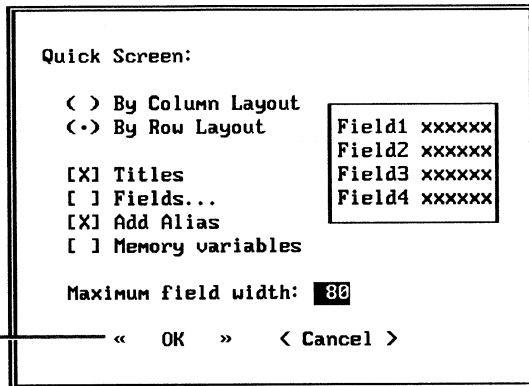 Quick Screen:
( ) By Column Layout
(·) By Row Layout
Field1 xxxxxx
Field2 xxxxxx
Field3 xxxxxx
Field4 xxxxxx
[X] Titles
[ ] Fields...
[X] Add Alias
[ ] Memory variables
Maximum field width: 80
« OK » < Cancel >